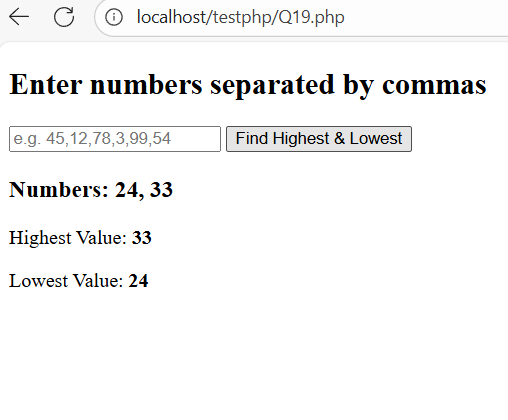 localhost/testphp/Q19.php
Enter numbers separated by commas
e.g. 45,12,78,3,99,54 Find Highest & Lowest
Numbers: 24, 33
Highest Value: 33
Lowest Value: 24